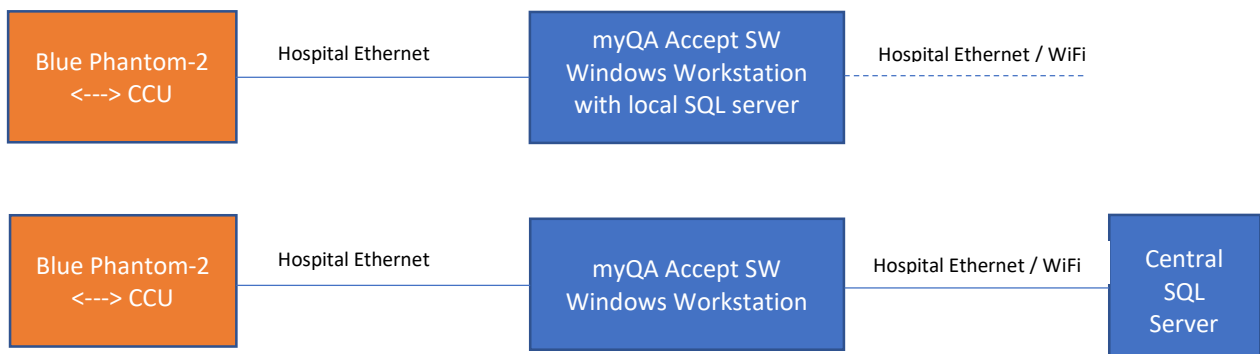 Blue Phantom-2
<---> CCU
Hospital Ethernet
myQA Accept SW
Windows Workstation
with local SQL server
Hospital Ethernet / WiFi
Blue Phantom-2
<---> CCU
Hospital Ethernet
myQA Accept SW
Windows Workstation
Hospital Ethernet / WiFi
Central
SQL
Server